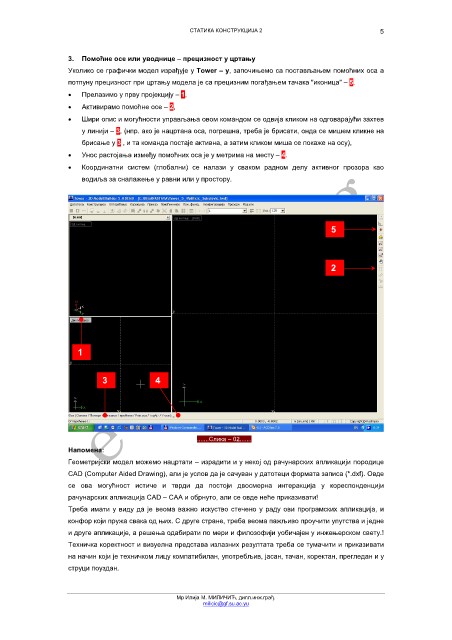 СТАТИКА КОНСТРУКЦИЈА 2 5
3. Помоћне осе или уводнице – прецизност у цртању
Уколико се графички модел израђује у Tower – у, започињемо са постављањем помоћних оса а
потпуну прецизност при цртању модела је са прецизним погађањем тачака "иконица" – 5.
• Прелазимо у прву пројекцију – 1.
• Активирамо помоћне осе – 2.
• Шири опис и могућности управљања овом командом се одвија кликом на одговарајући захтев
у линији – 3. (нпр. ако је нацртана оса, погрешна, треба је брисати, онда се мишем кликне на
брисање у 3, и та команда постаје активна, а затим кликом миша се покаже на осу),
• Унос растојања између помоћних оса је у метрима на месту – 4.
• Координатни систем (глобални) се налази у сваком радном делу активног прозора као
водиља за сналажење у равни или у простору.
5
2
1
3 4
e
.... Слика – 02.....
Напомена:
Геометријски модел можемо нацртати – израдити и у некој од рачунарских апликација породице
CAD (Computer Aided Drawing), али је услов да је сачуван у датотеци формата записа (*.dxf). Овде
се ова могућност истиче и тврди да постоји двосмерна интеракција у кореспонденцији
рачунарских апликација CAD – CAA и обрнуто, али се овде неће приказивати!
Треба имати у виду да је веома важно искуство стечено у раду ови програмских апликација, и
конфор који пружа свака од њих. С друге стране, треба веома пажљиво проучити упутства и једне
и друге апликације, а решења одабирати по мери и филозофији уобичајен у инжењерском свету.!
Техничка коректност и визуелна представа излазних резултата треба се тумачити и приказивати
на начин који је техничком лицу компатибилан, употребљив, јасан, тачан, коректан, прегледан и у
струци поуздан.
Мр Илија М. МИЛИЧИЋ, дипл.инж.грађ.
milicic@gf.su.ac.yu